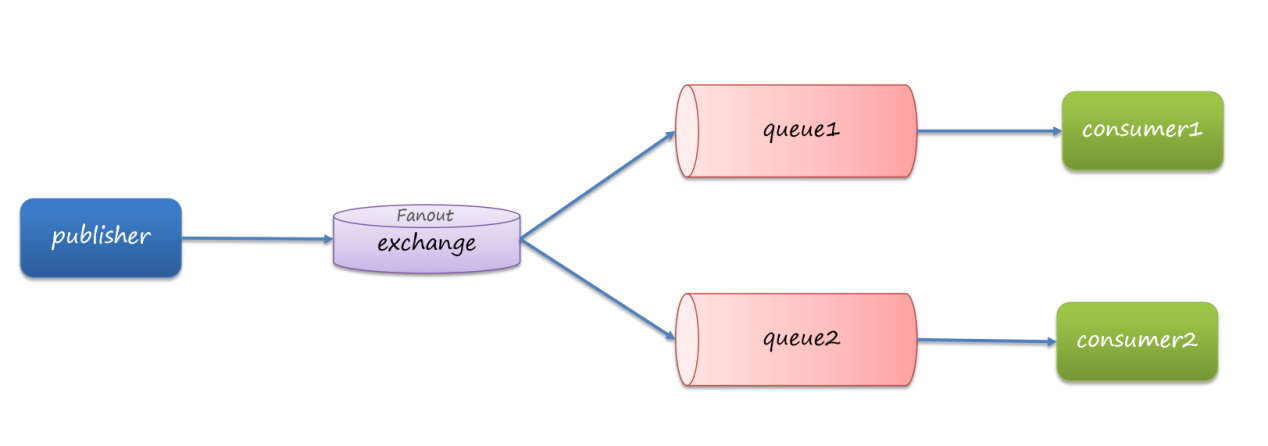 publisher
Fanout
exchange
queue1
consumer1
queue2
consumer2